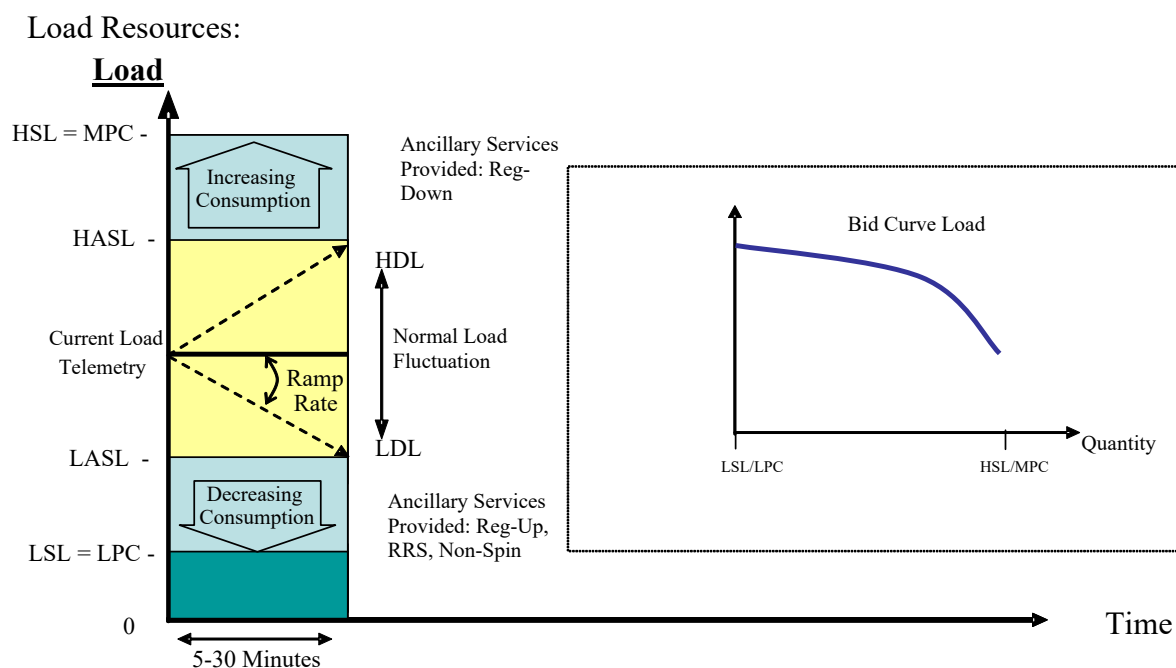 Load Resources:
Load
HSL = MPC -
Increasing
Consumption
Ancillary Services
Provided: Reg-
Down
HASL -
HDL
Current Load
Telemetry
Normal Load
Fluctuation
Ramp
Rate
LDL
LASL -
Decreasing
Consumption
Ancillary Services
Provided: Reg-Up,
RRS, Non-Spin
LSL = LPC -
0
5-30 Minutes
Time
Bid Curve Load
Quantity
LSL/LPC
HSL/MPC